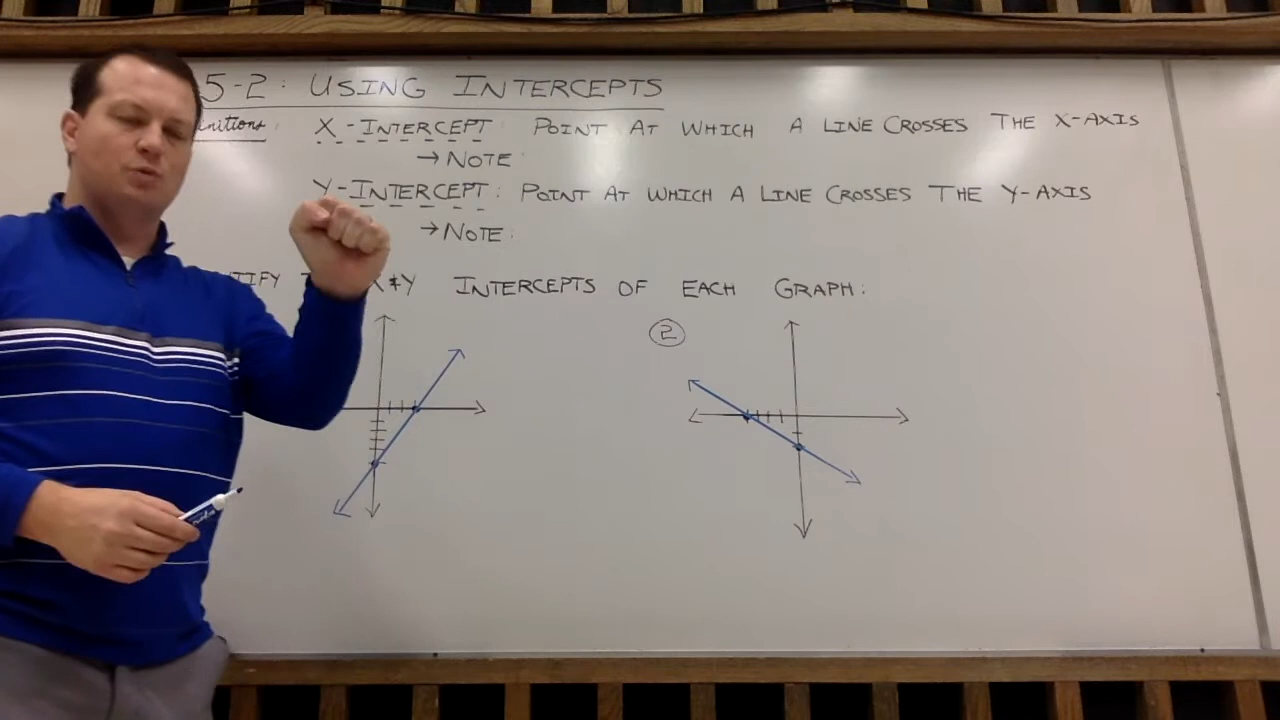 5-2: USING INTERCEPTS
X-INTERCEPT: POINT AT WHICH A LINE CROSSES THE X-AXIS
→ NOTE:
Y-INTERCEPT: POINT AT WHICH A LINE CROSSES THE Y-AXIS
→ NOTE:
X & Y INTERCEPTS OF EACH GRAPH:
2